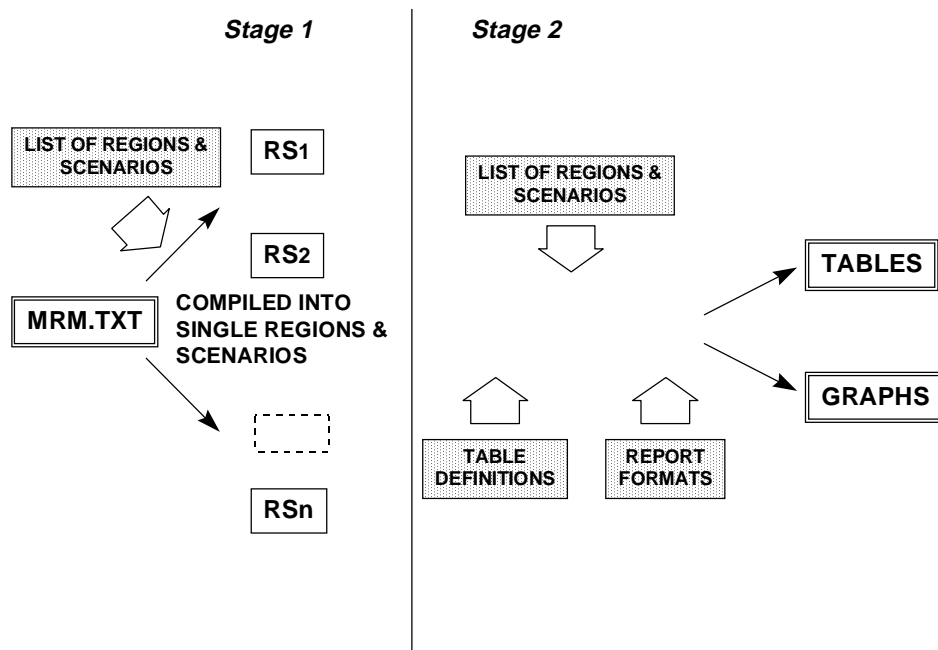 Stage 1
LIST OF REGIONS &
SCENARIOS
RS1
RS2
MRM.TXT
COMPILED INTO
SINGLE REGIONS &
SCENARIOS
RSn
Stage 2
LIST OF REGIONS &
SCENARIOS
TABLES
GRAPHS
TABLE
DEFINITIONS
REPORT
FORMATS